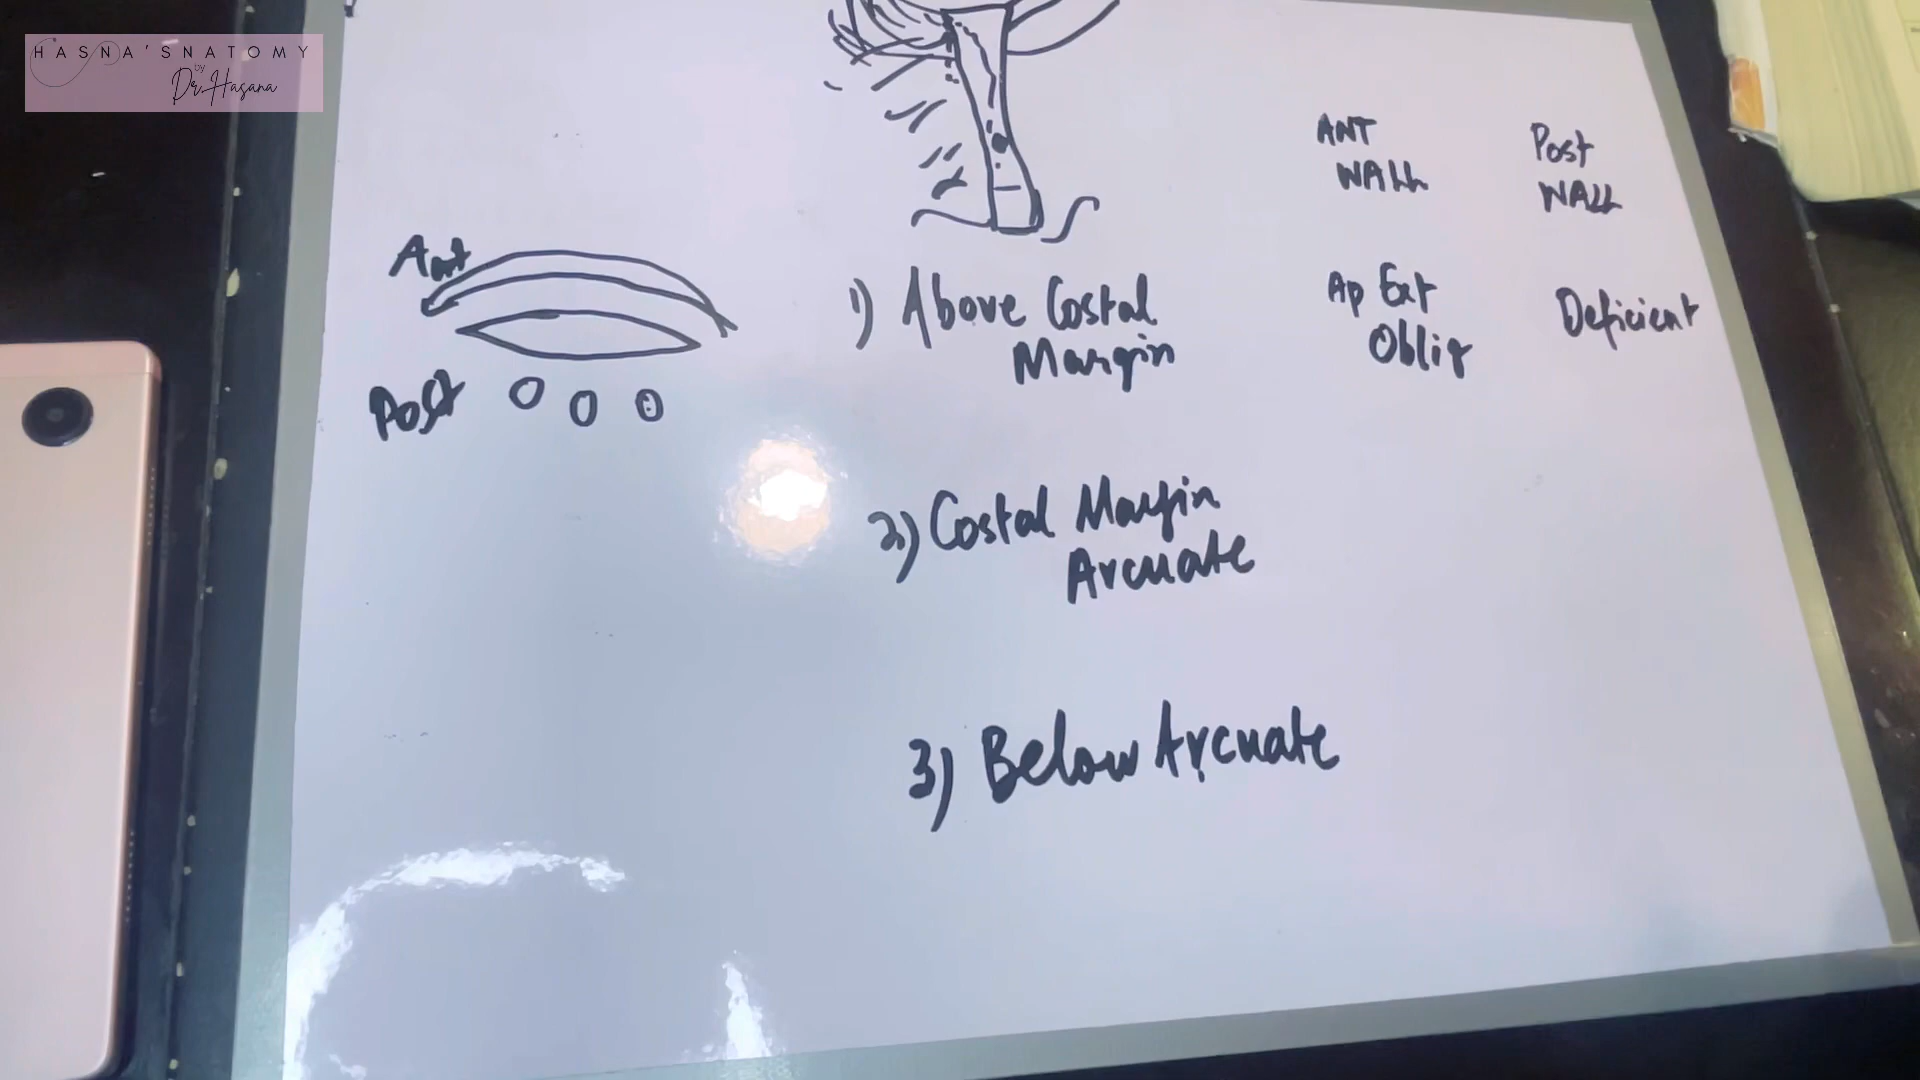 HASNA'SNATOMY
by
Dr.Hasana
ANT
WALL
Post
WALL
Ant
Post
1) Above Costal
Margin
Ap Ext
Obliq
Deficient
2) Costal Margin
Arcuate
3) Below Arcuate